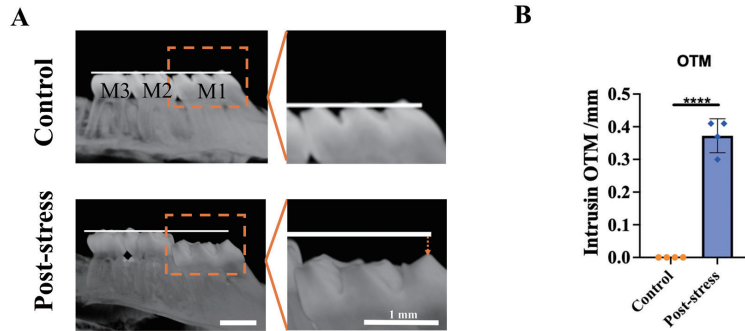 A
Control
M3 M2 M1
Post-stress
1 mm
B
OTM
****
Intrusin OTM /mm
0.5
0.4
0.3
0.2
0.1
0.0
Control
Post-stress